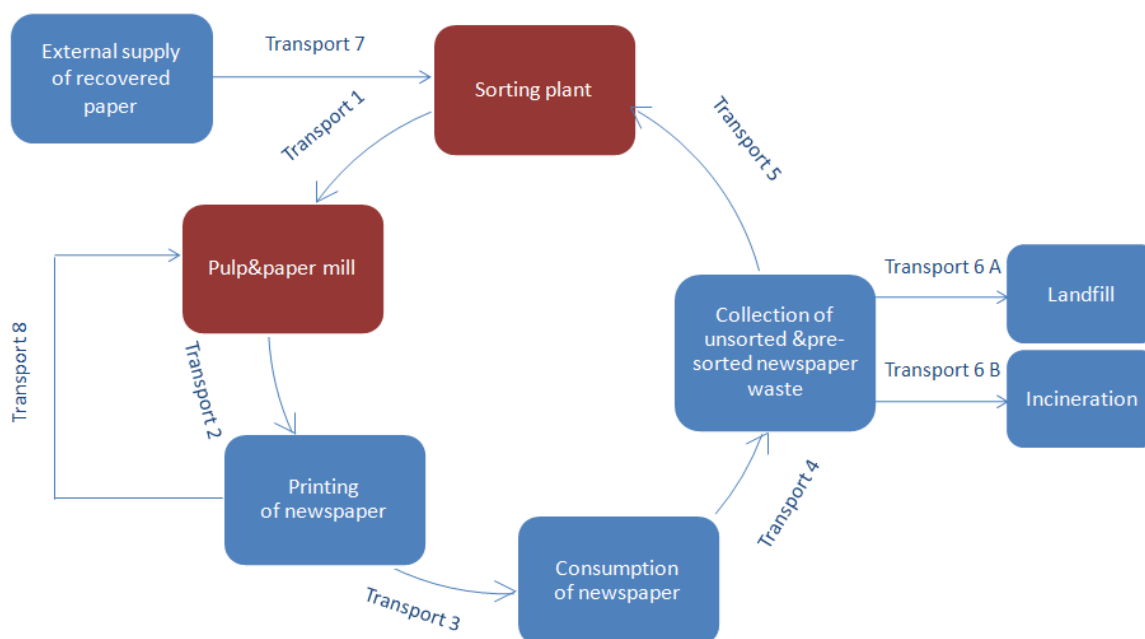 External supply
of recovered
paper
Transport 7
Sorting plant
Transport 1
Transport 5
Pulp&paper mill
Transport 6 A
Landfill
Collection of
unsorted &pre-
sorted newspaper
waste
Transport 6 B
Incineration
Transport 8
Transport 2
Printing
of newspaper
Transport 4
Consumption
of newspaper
Transport 3